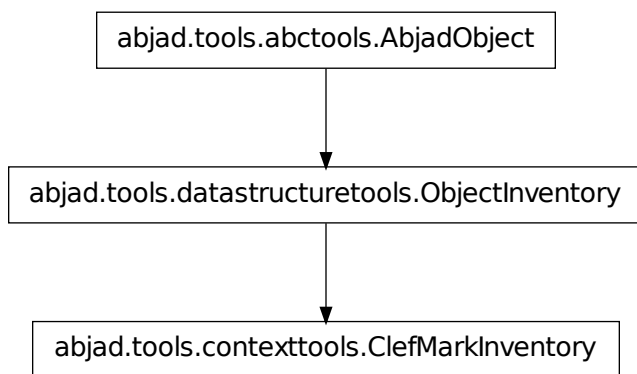 abjad.tools.abctools.AbjadObject
abjad.tools.datastructuretools.ObjectInventory
abjad.tools.contexttools.ClefMarkInventory